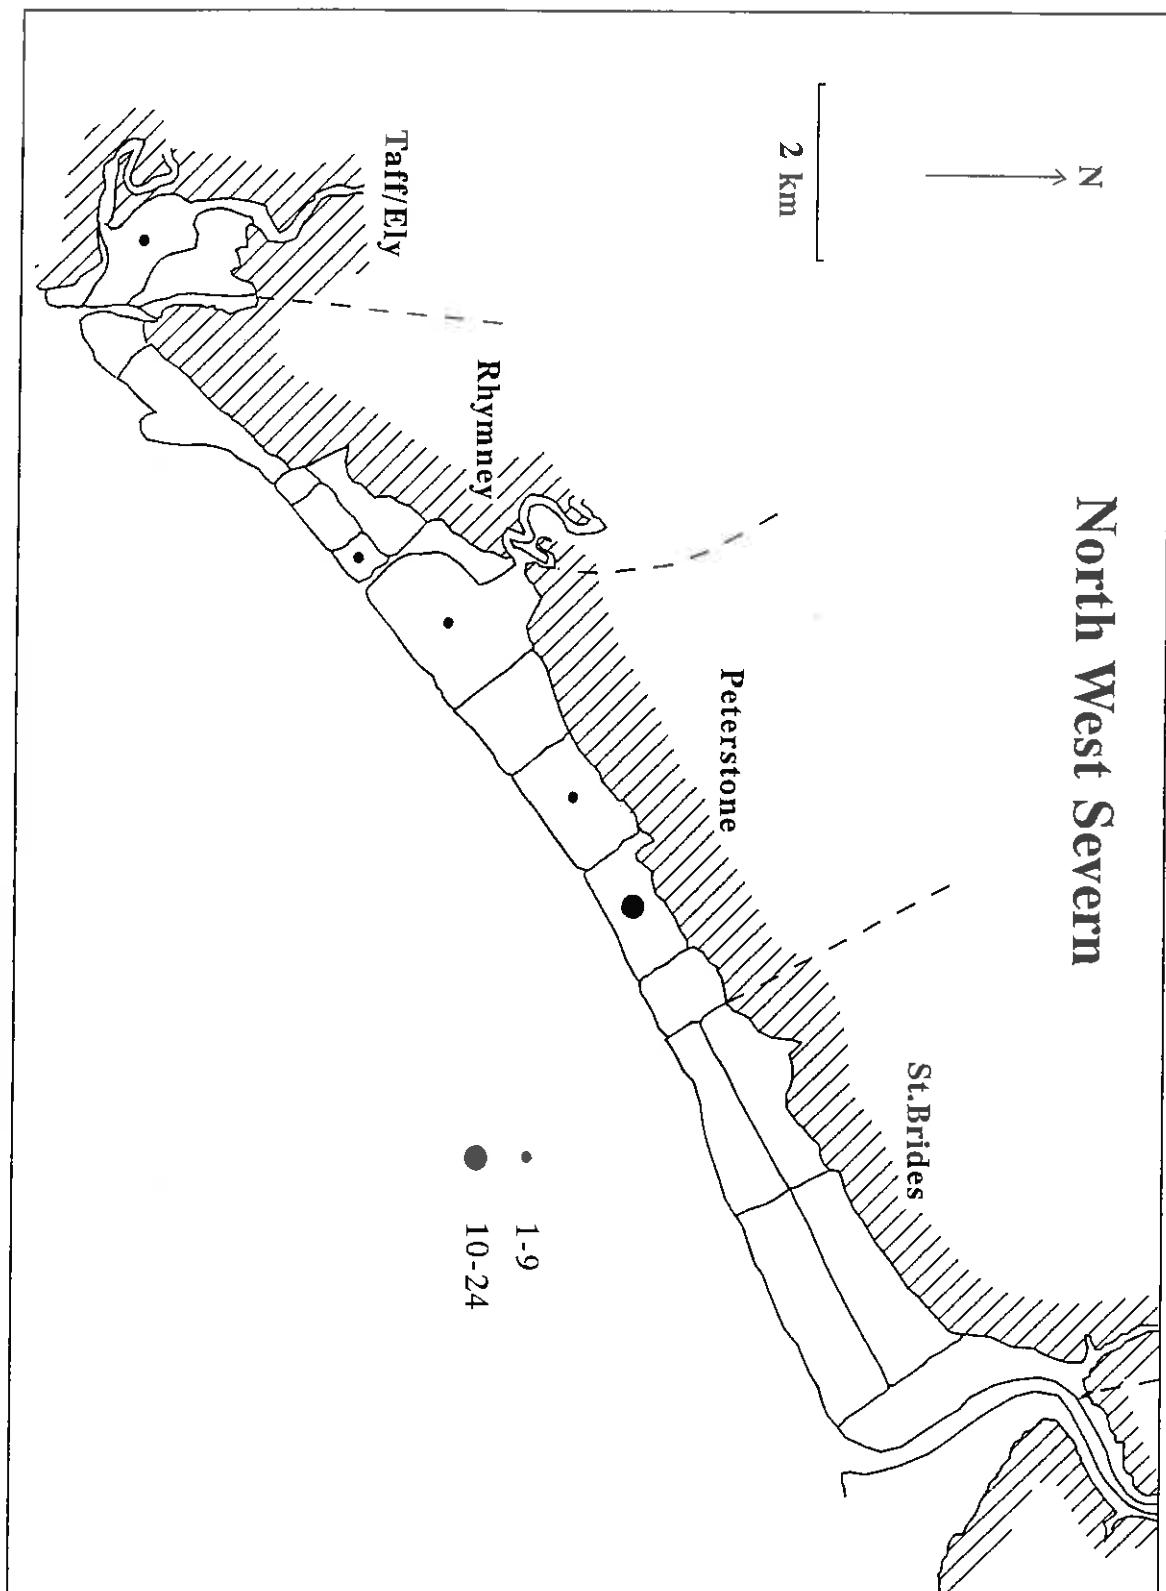 North West Severn
N
2 km
Taff/Ely
Rhymney
Peterstone
St.Brides
1-9
10-24